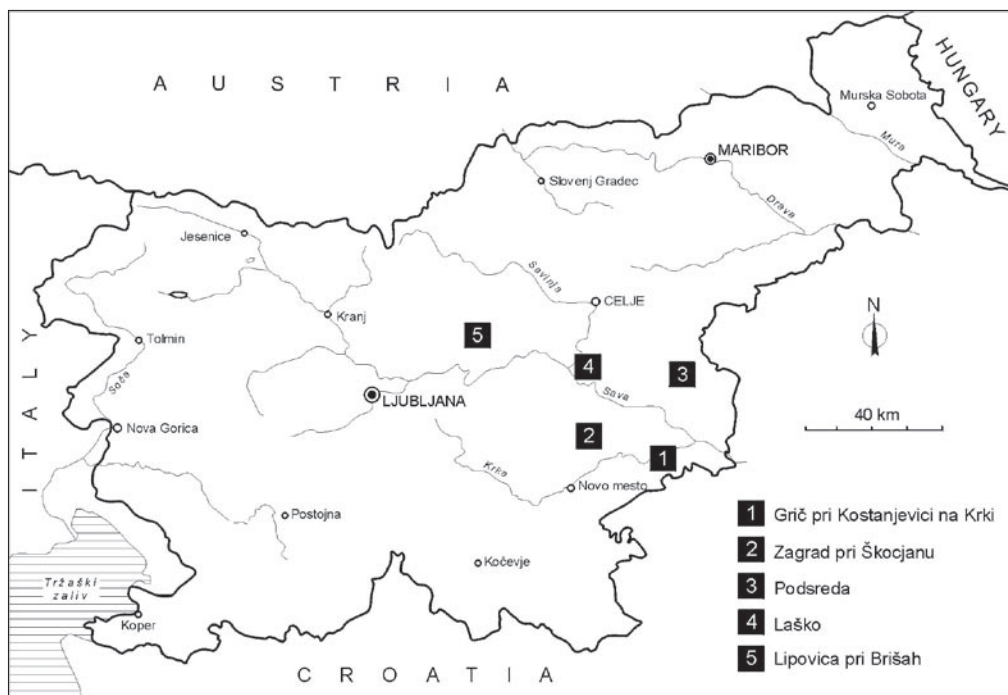 AUSTRIA
HUNGARY
Murska Sobota
Mura
MARIBOR
Slovenj Gradec
Drava
Jesenice
Savinja
CELJE
N
Kranj
5
ITALY
Tolmin
4
3
Soča
Sava
LJUBLJANA
40 km
Nova Gorica
2
1
Krka
Novo mesto
Postojna
Kočevje
Tržaški
zaliv
Koper
CROATIA
1 Grič pri Kostanjevici na Krki
2 Zagrad pri Škocjanu
3 Podsreda
4 Laško
5 Lipovica pri Brišah